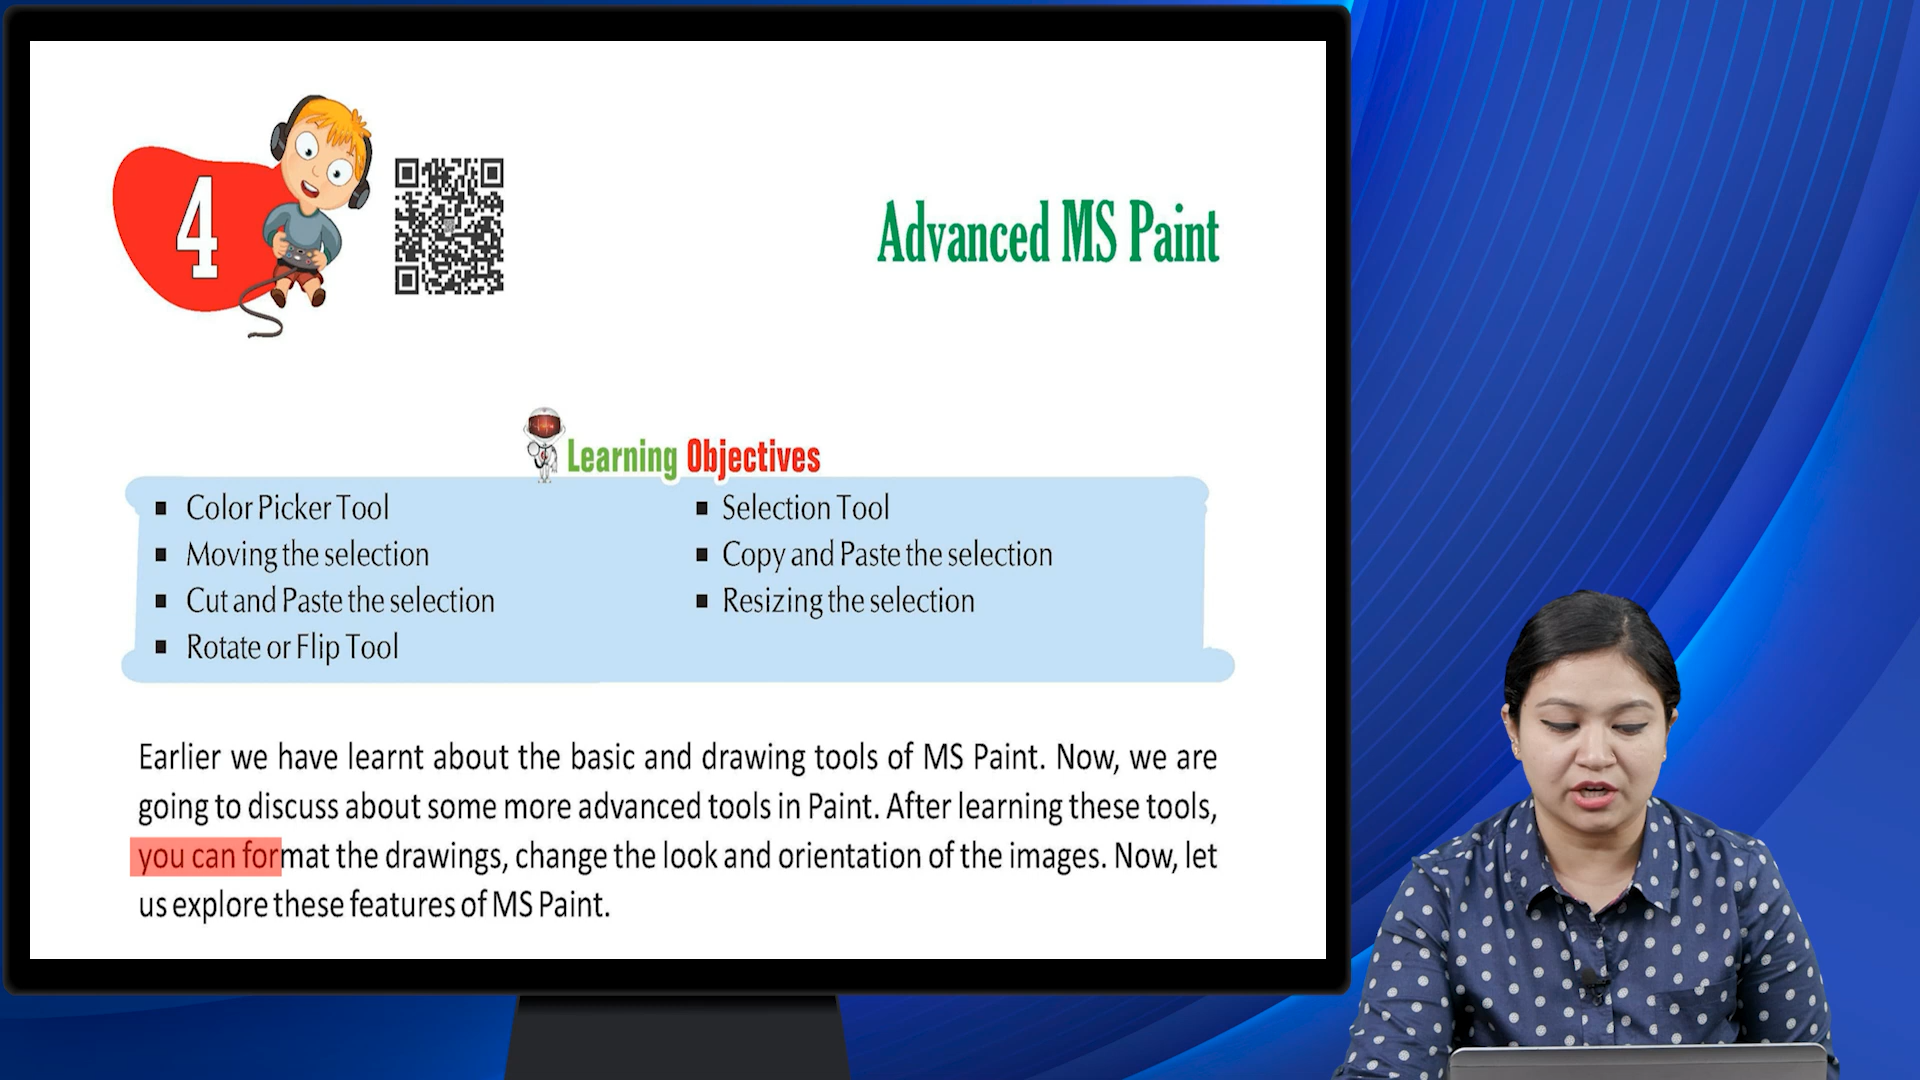 4
Advanced MS Paint
Learning Objectives
▪ Color Picker Tool
▪ Selection Tool
▪ Moving the selection
▪ Copy and Paste the selection
▪ Cut and Paste the selection
▪ Resizing the selection
▪ Rotate or Flip Tool
Earlier we have learnt about the basic and drawing tools of MS Paint. Now, we are
going to discuss about some more advanced tools in Paint. After learning these tools,
you can format the drawings, change the look and orientation of the images. Now, let
us explore these features of MS Paint.